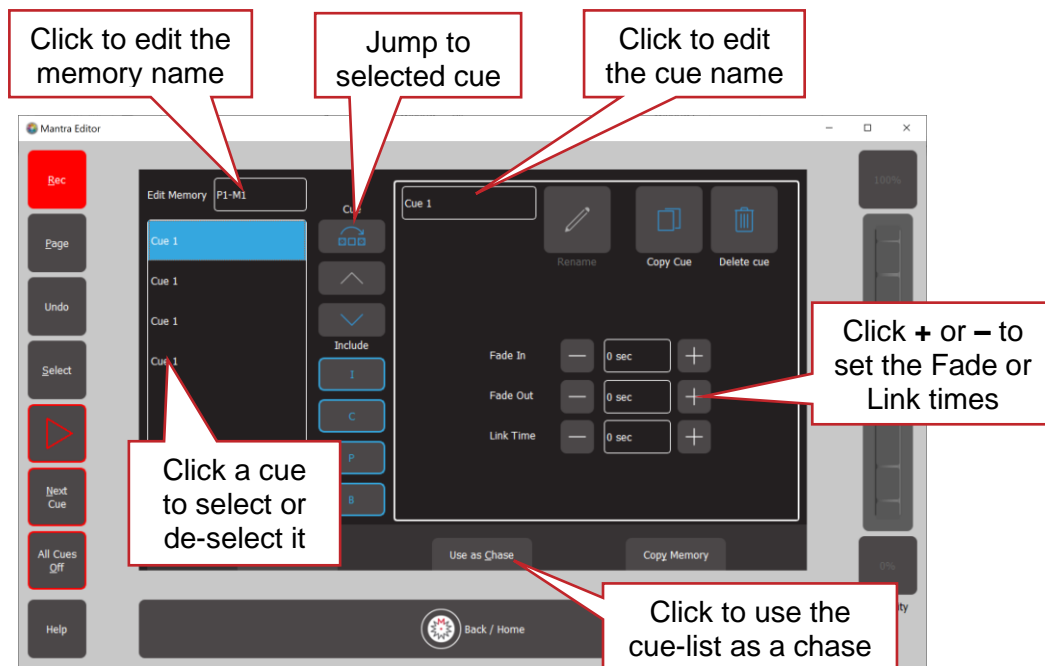 Click to edit the
memory name
Jump to
selected cue
Click to edit
the cue name
Mantra Editor
Rec
Page
Undo
Select
Next
Cue
All Cues
Off
Help
Edit Memory
P1-M1
Cue 1
Cue 1
Cue 1
Cue 1
Include
I
C
P
B
Cue 1
Rename
Copy Cue
Delete cue
Fade In
0 sec
Fade Out
0 sec
Link Time
0 sec
100%
0%
Click + or – to
set the Fade or
Link times
Click a cue
to select or
de-select it
Use as Chase
Copy Memory
Back / Home
Click to use the
cue-list as a chase